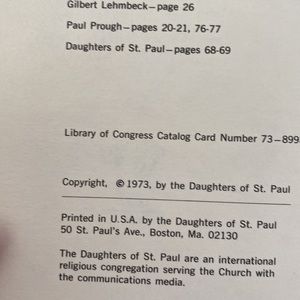 Gilbert Lehmbeck—page 26
Paul Prough—pages 20-21, 76-77
Daughters of St. Paul—pages 68-69
Library of Congress Catalog Card Number 73—899
Copyright, © 1973, by the Daughters of St. Paul
Printed in U.S.A. by the Daughters of St. Paul
50 St. Paul's Ave., Boston, Ma. 02130
The Daughters of St. Paul are an international
religious congregation serving the Church with
the communications media.